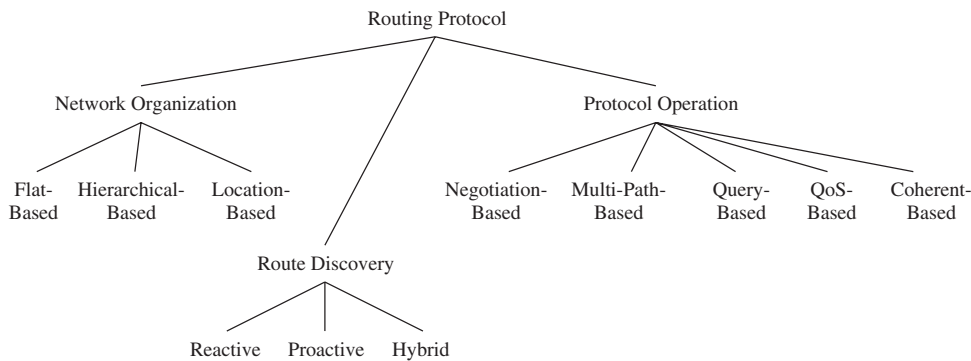 Routing Protocol
Network Organization
Protocol Operation
Flat-
Based
Hierarchical-
Based
Location-
Based
Negotiation-
Based
Multi-Path-
Based
Query-
Based
QoS-
Based
Coherent-
Based
Route Discovery
Reactive
Proactive
Hybrid